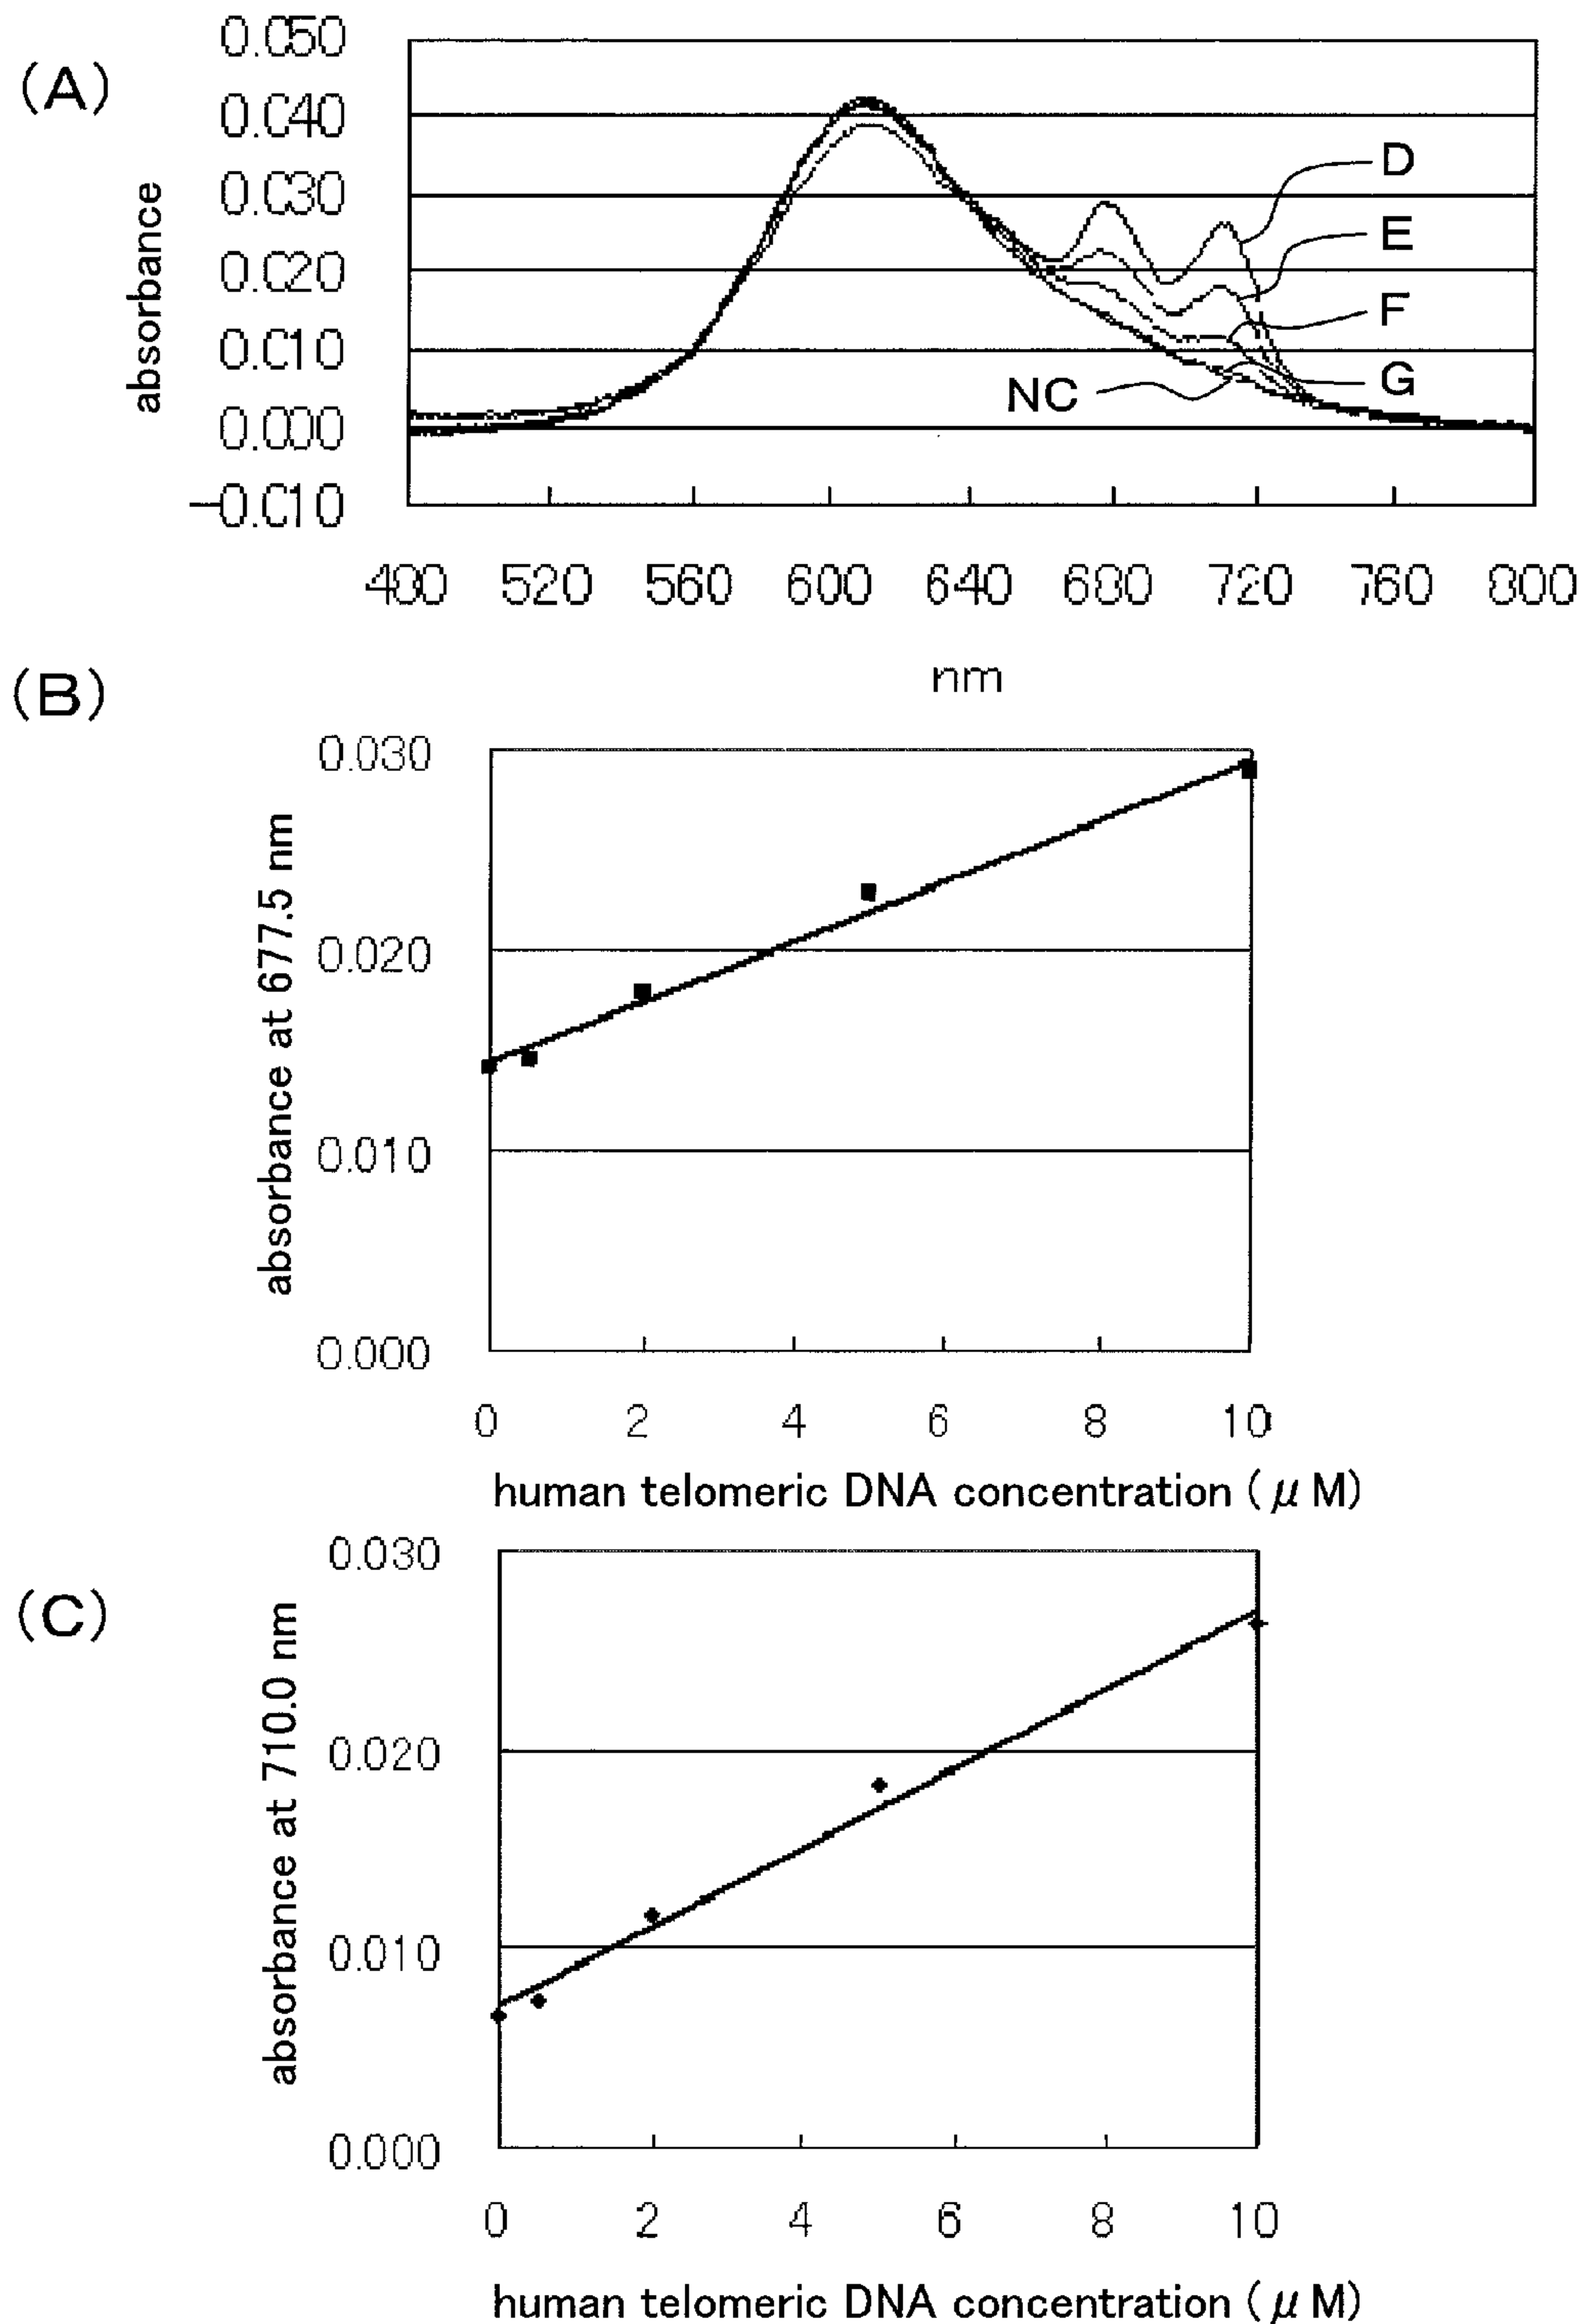 (A)
absorbance
0.050
0.040
0.030
0.020
0.010
0.000
-0.010
D
E
F
G
NC
480 520 560 600 640 680 720 760 800
nm
(B)
absorbance at 677.5 nm
0.030
0.020
0.010
0.000
0 2 4 6 8 10
human telomeric DNA concentration (μM)
(C)
absorbance at 710.0 nm
0.030
0.020
0.010
0.000
0 2 4 6 8 10
human telomeric DNA concentration (μM)